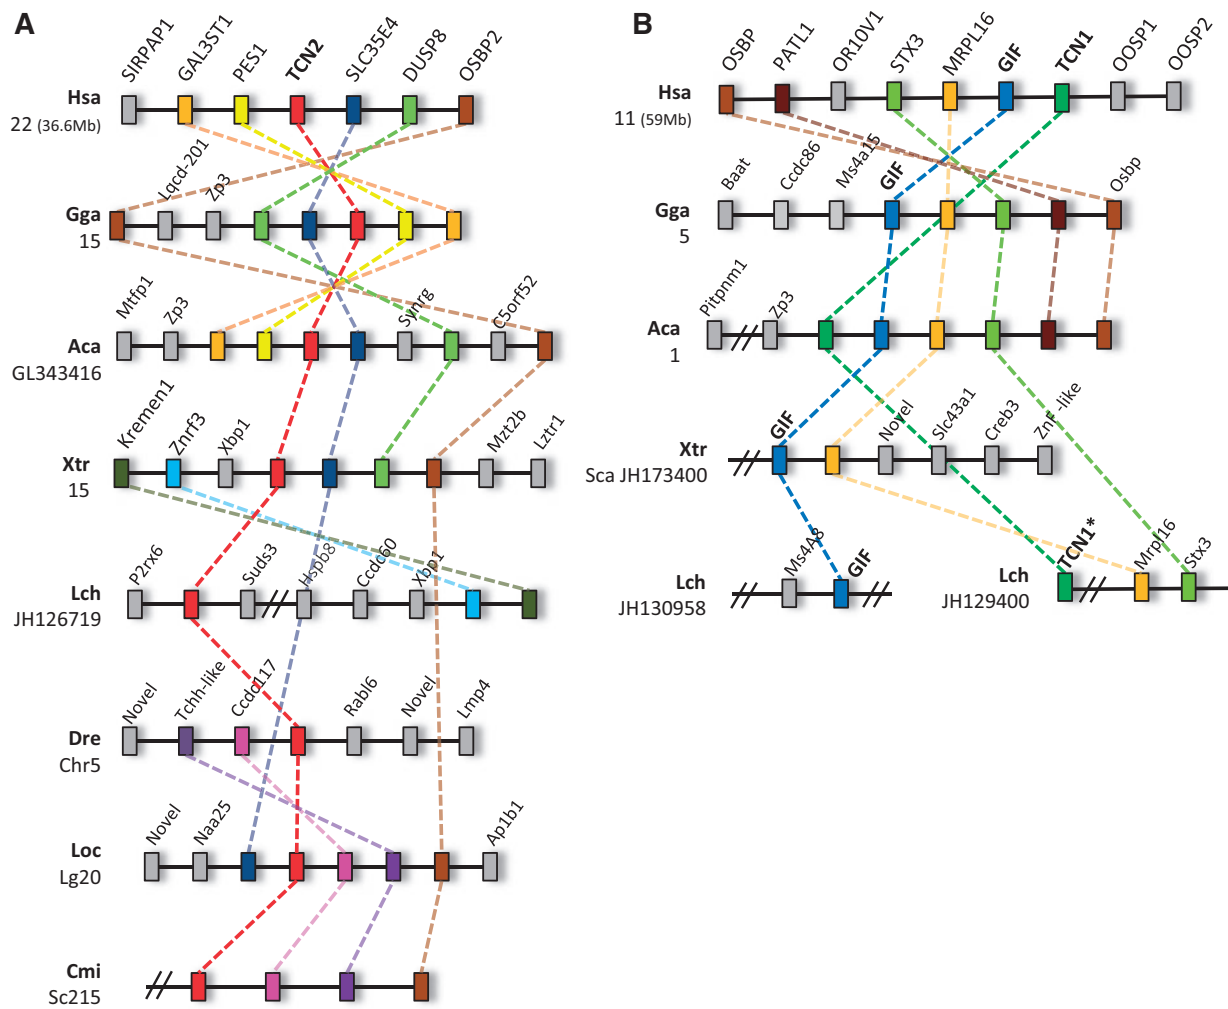 A
SIRPAP1 GAL3ST1 PES1 TCN2 SLC35E4 DUSP8 OSBP2
Hsa
22 (36.6Mb)
Lqcd-201 Zp3
Gga
15
Mtfp1 Zp3 Synrg C5orf52
Aca
GL343416
Kremen1 Znrf3 Xbp1 Mzt2b Lztr1
Xtr
15
P2rx6 Suds3 Hspb8 Ccdc60 Xbp1
Lch
JH126719
Novel Tchh-like Ccdc117 Rabl6 Novel Lmp4
Dre
Chr5
Novel Naa25 Ap1b1
Loc
Lg20
Cmi
Sc215
B
OSBP PATL1 OR10V1 STX3 MRPL16 GIF TCN1 OOSP1 OOSP2
Hsa
11 (59Mb)
Baat Ccdc86 Ms4a15 GIF Osbp
Gga
5
Pitpnm1 Zp3
Aca
1
GIF Novel Slc43a1 Creb3 ZnF-like
Xtr
Sca JH173400
Ms4A8 GIF
Lch
JH130958
TCN1* Mrpl16 Stx3
Lch
JH129400